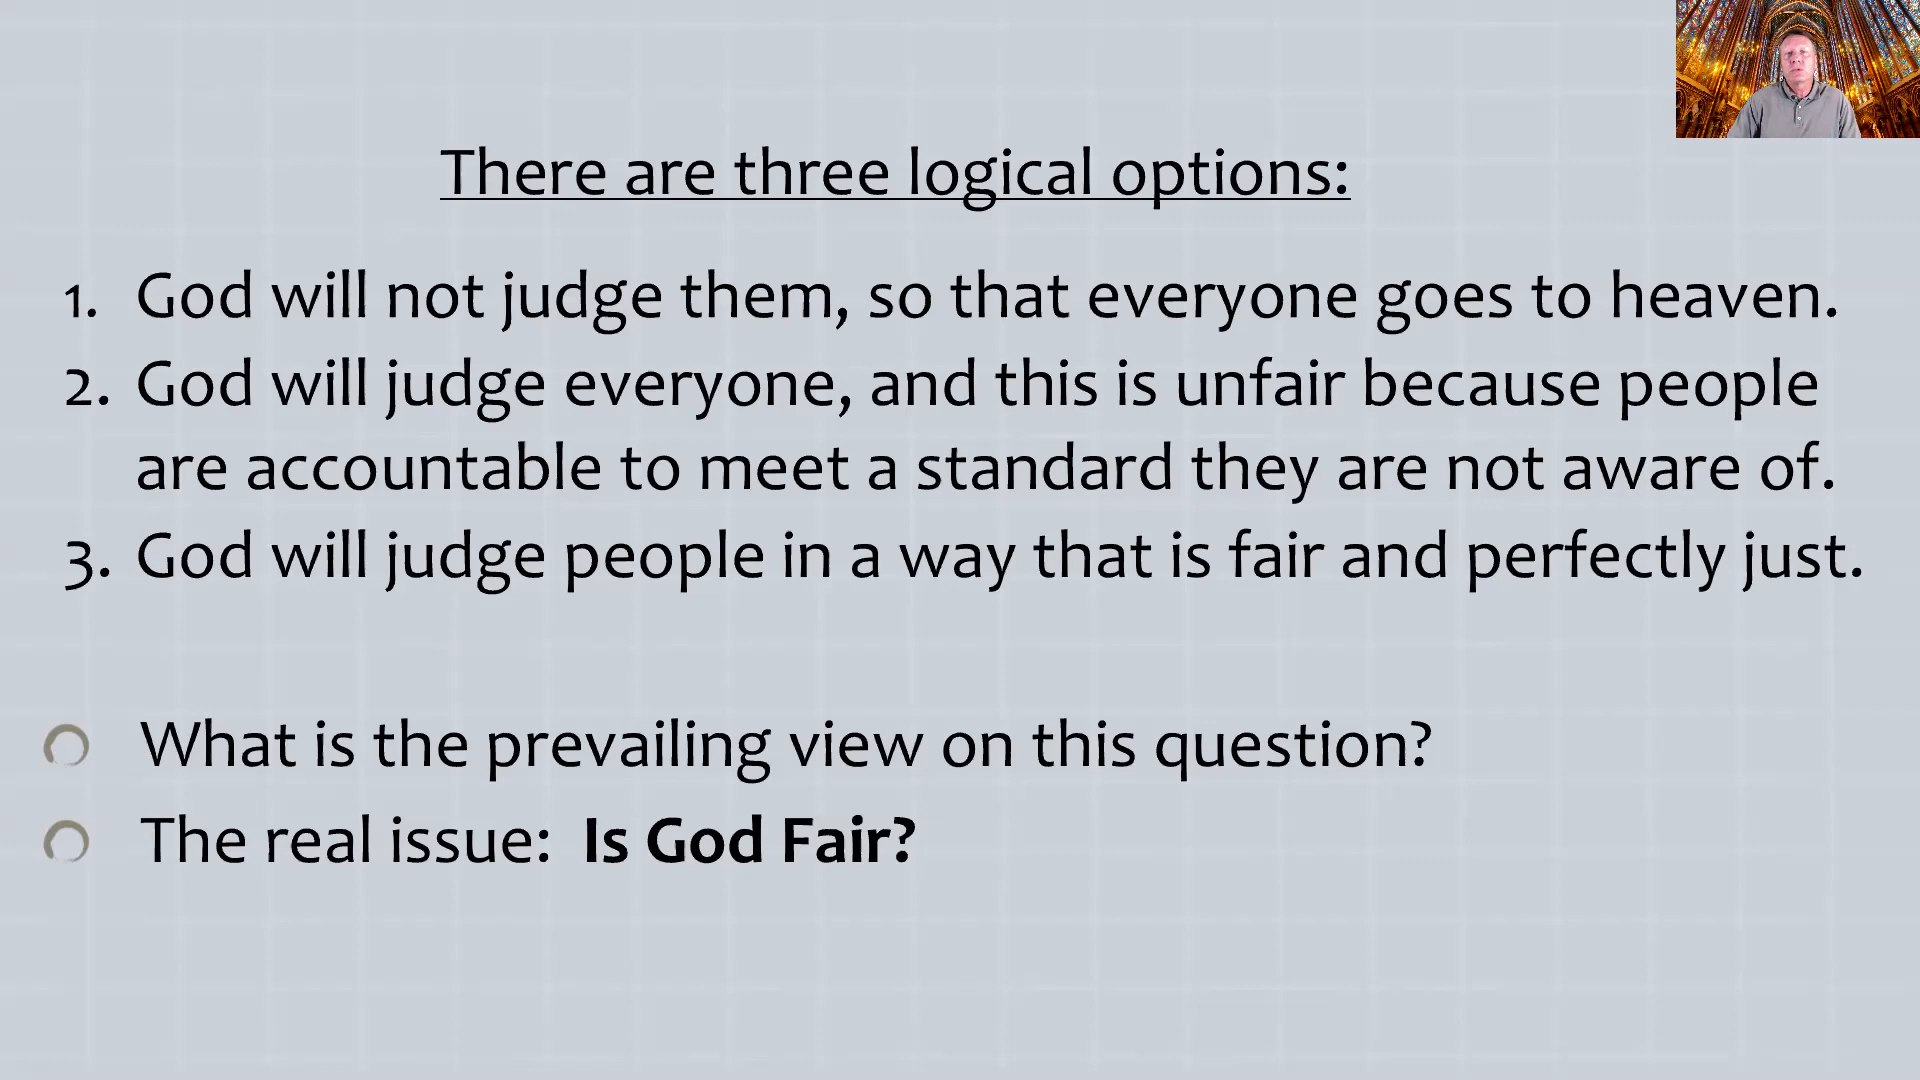 There are three logical options:
1. God will not judge them, so that everyone goes to heaven.
2. God will judge everyone, and this is unfair because people
are accountable to meet a standard they are not aware of.
3. God will judge people in a way that is fair and perfectly just.
What is the prevailing view on this question?
The real issue: Is God Fair?